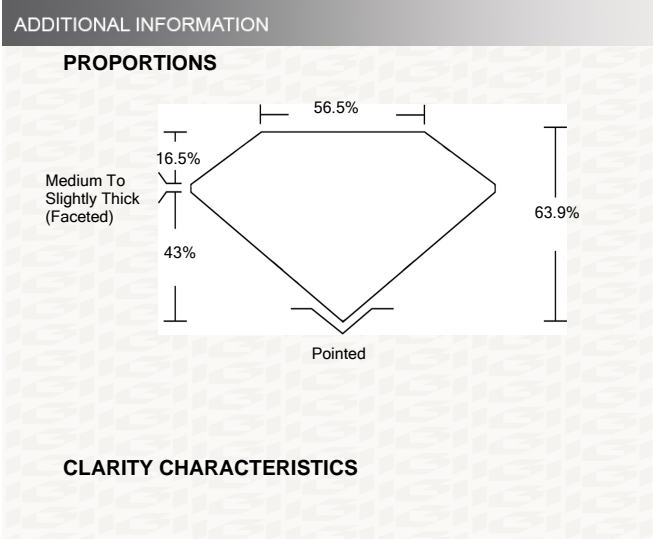 ADDITIONAL INFORMATION
PROPORTIONS
56.5%
16.5%
Medium To
Slightly Thick
(Faceted)
63.9%
43%
Pointed
CLARITY CHARACTERISTICS